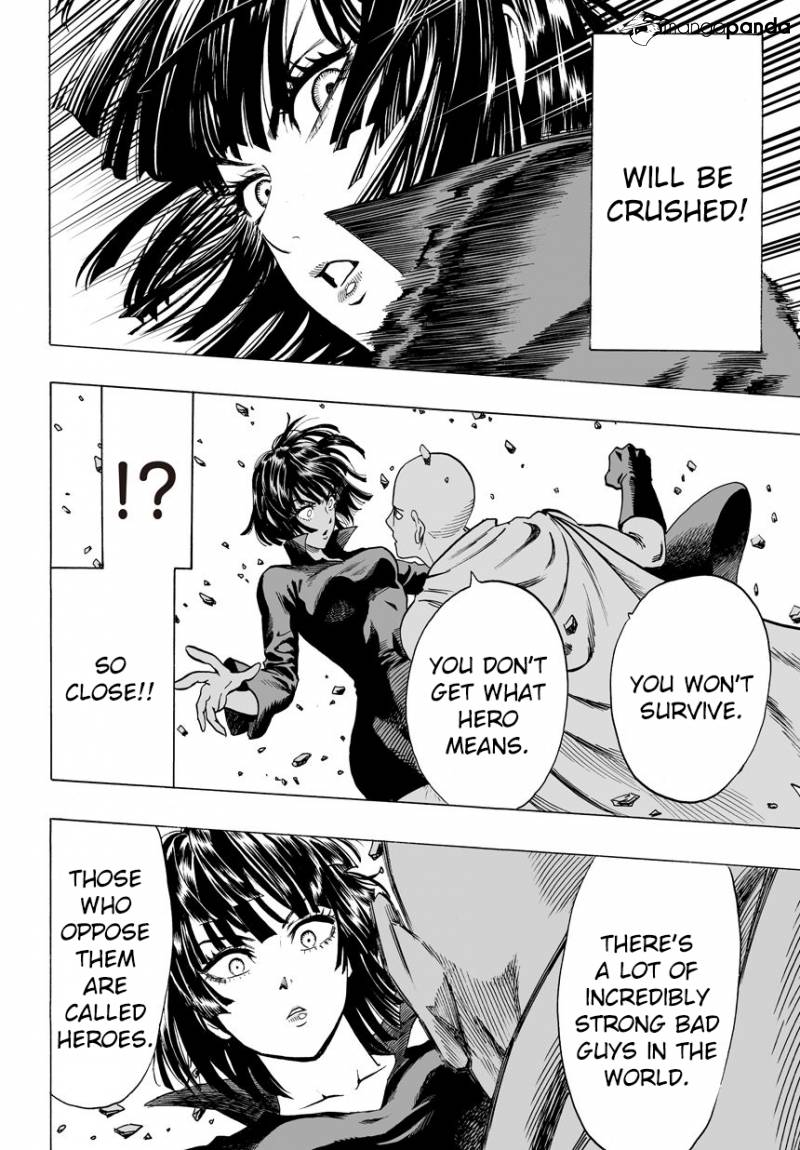 mangapanda
WILL BE
CRUSHED!
!?
SO
CLOSE!!
YOU WON'T
SURVIVE.
YOU DON'T
GET WHAT
HERO
MEANS.
THERE'S
A LOT OF
INCREDIBLY
STRONG BAD
GUYS IN THE
WORLD.
THOSE
WHO
OPPOSE
THEM
ARE
CALLED
HEROES.